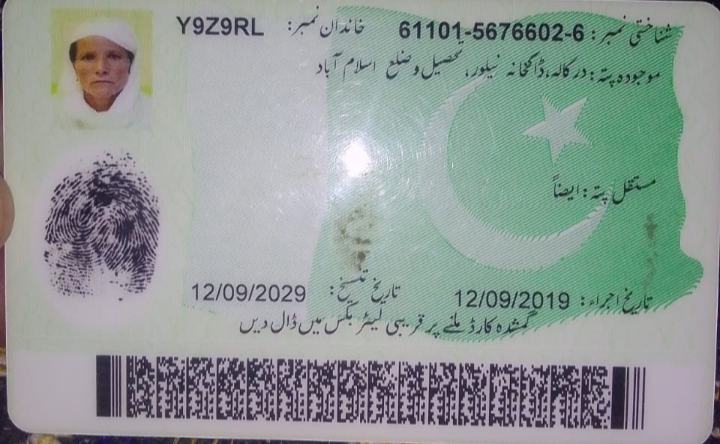 شناختی نمبر: 61101-5676602-6 خاندان نمبر: Y9Z9RL
موجودہ پتہ: درکالہ، ڈاکخانہ نیلور، تحصیل و ضلع اسلام آباد
مستقل پتہ: ایضاً
تاریخ اجراء: 12/09/2019 تاریخ تنسیخ: 12/09/2029
گمشدہ کارڈ ملنے پر قریبی لیٹر بکس میں ڈال دیں